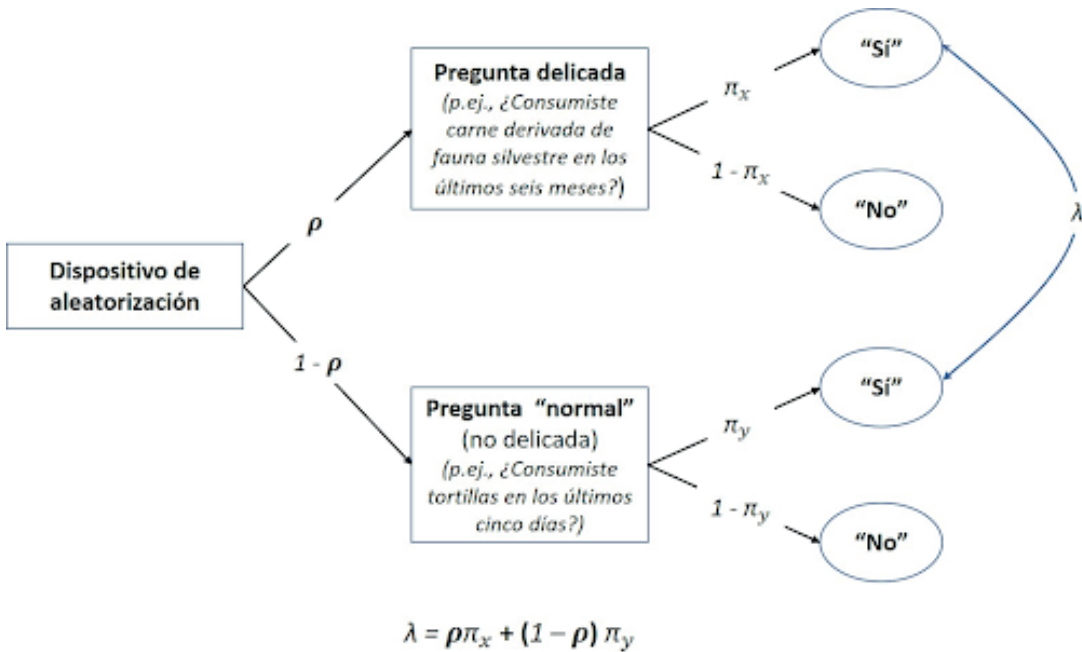 "Sí"
Pregunta delicada
(p.ej., ¿Consumiste
carne derivada de
fauna silvestre en los
últimos seis meses?)
π_x
1 - π_x
"No"
ρ
λ
Dispositivo de
aleatorización
1 - ρ
"Sí"
Pregunta "normal"
(no delicada)
(p.ej., ¿Consumiste
tortillas en los últimos
cinco días?)
π_y
1 - π_y
"No"
λ = ρπ_x + (1 – ρ) π_y